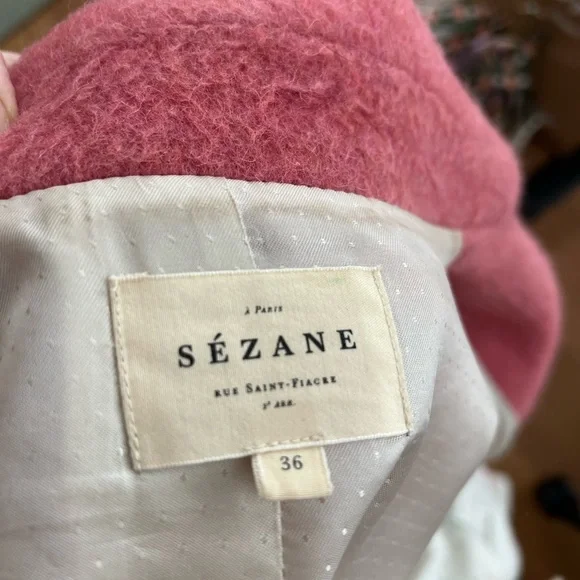 À PARIS
SÉZANE
RUE SAINT-FIACRE
2e ARR.
36